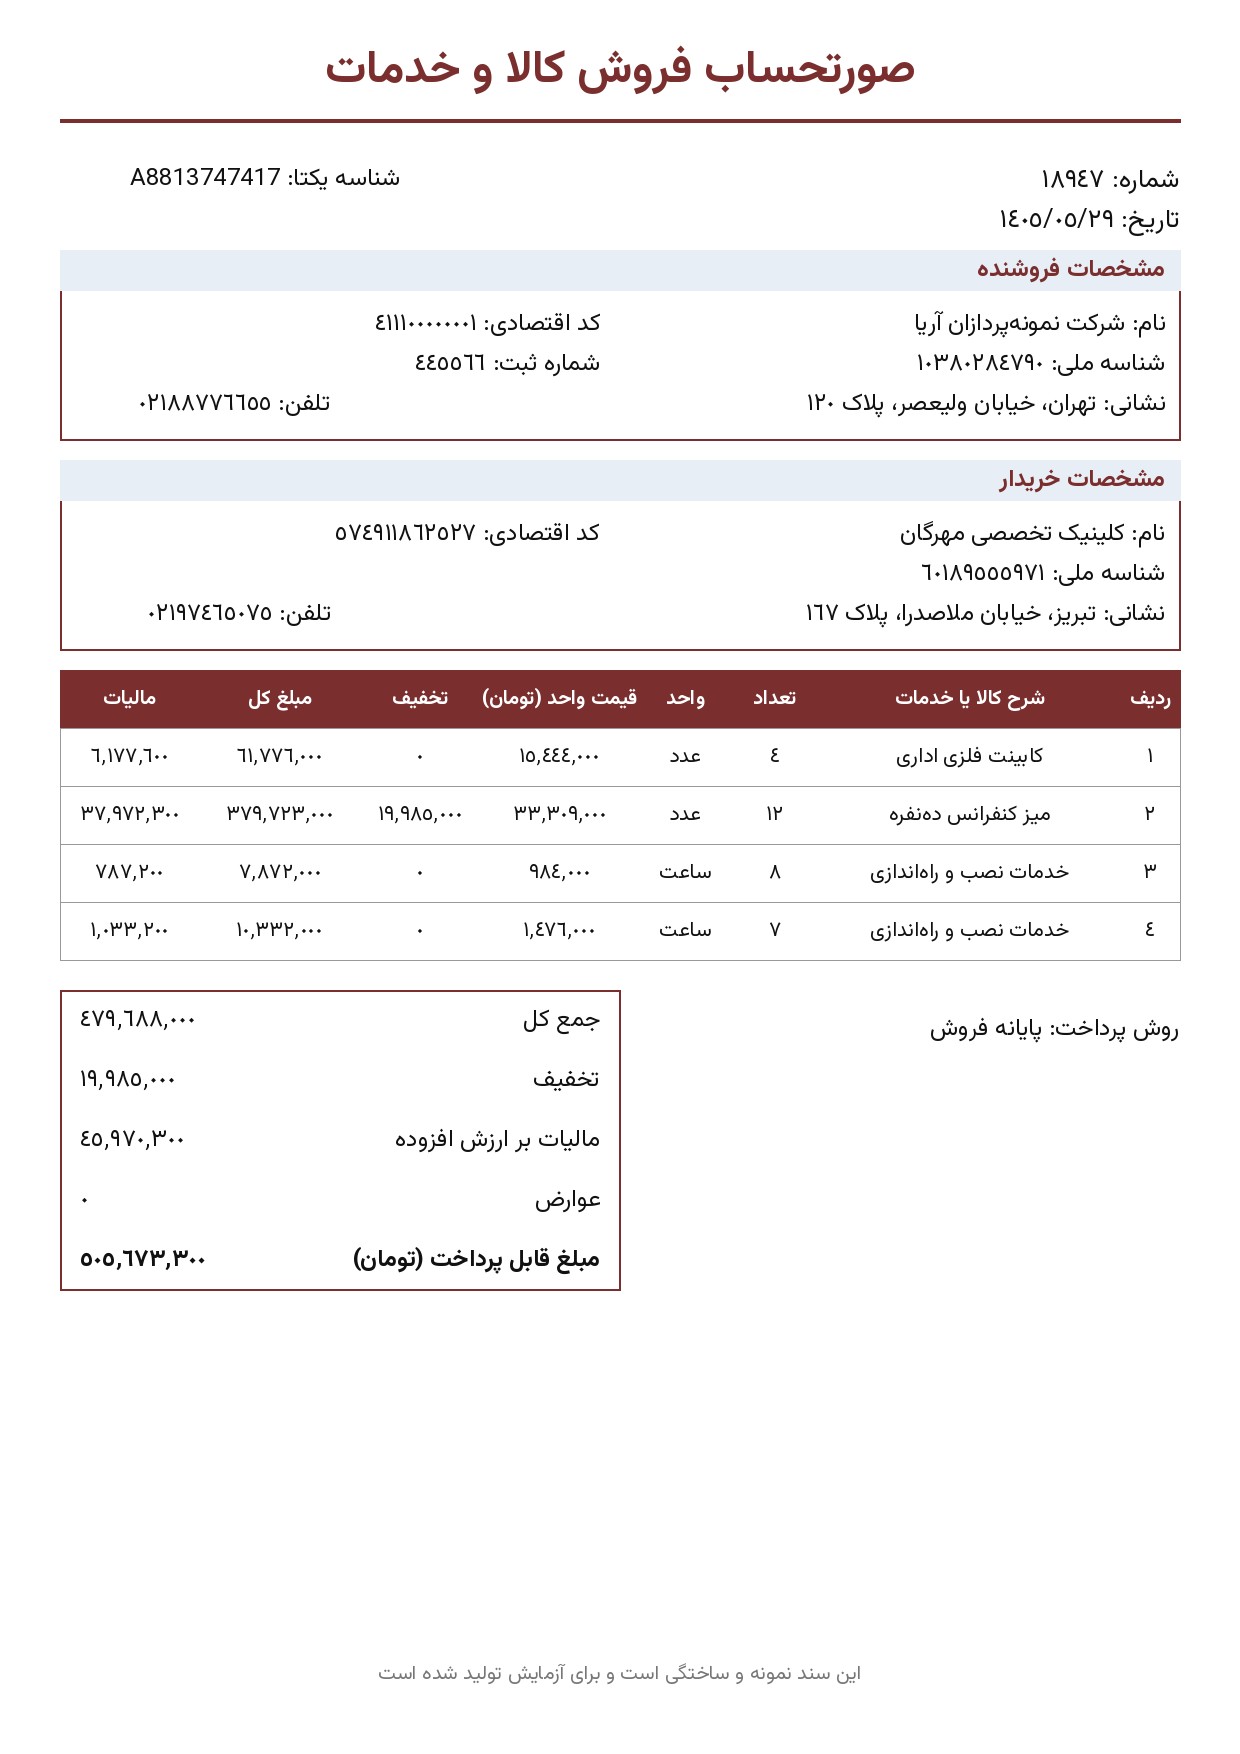 صورتحساب فروش کالا و خدمات
شماره: ١٨٩٤٧
شناسه یکتا: A8813747417
تاریخ: ١٤٠٥/٠٥/٢٩
مشخصات فروشنده
نام: شرکت نمونه‌پردازان آریا
کد اقتصادی: ٤١١١٠٠٠٠٠٠٠٠١
شناسه ملی: ١٠٣٨٠٢٨٤٧٩٠
شماره ثبت: ٤٤٥٥٦٦
نشانی: تهران، خیابان ولیعصر، پلاک ١٢٠
تلفن: ٠٢١٨٨٧٧٦٦٥٥
مشخصات خریدار
نام: کلینیک تخصصی مهرگان
کد اقتصادی: ٥٧٤٩١١٨٦٢٥٢٧
شناسه ملی: ٦٠١٨٩٥٥٥٩٧١
نشانی: تبریز، خیابان ملاصدرا، پلاک ١٦٧
تلفن: ٠٢١٩٧٤٦٥٠٧٥
ردیف شرح کالا یا خدمات تعداد واحد قیمت واحد (تومان) تخفیف مبلغ کل مالیات
١ کابینت فلزی اداری ٤ عدد ١٥,٤٤٤,٠٠٠ ٠ ٦١,٧٧٦,٠٠٠ ٦,١٧٧,٦٠٠
٢ میز کنفرانس ده‌نفره ١٢ عدد ٣٣,٣٠٩,٠٠٠ ١٩,٩٨٥,٠٠٠ ٣٧٩,٧٢٣,٠٠٠ ٣٧,٩٧٢,٣٠٠
٣ خدمات نصب و راه‌اندازی ٨ ساعت ٩٨٤,٠٠٠ ٠ ٧,٨٧٢,٠٠٠ ٧٨٧,٢٠٠
٤ خدمات نصب و راه‌اندازی ٧ ساعت ١,٤٧٦,٠٠٠ ٠ ١٠,٣٣٢,٠٠٠ ١,٠٣٣,٢٠٠
روش پرداخت: پایانه فروش
جمع کل ٤٧٩,٦٨٨,٠٠٠
تخفیف ١٩,٩٨٥,٠٠٠
مالیات بر ارزش افزوده ٤٥,٩٧٠,٣٠٠
عوارض ٠
مبلغ قابل پرداخت (تومان) ٥٠٥,٦٧٣,٣٠٠
این سند نمونه و ساختگی است و برای آزمایش تولید شده است